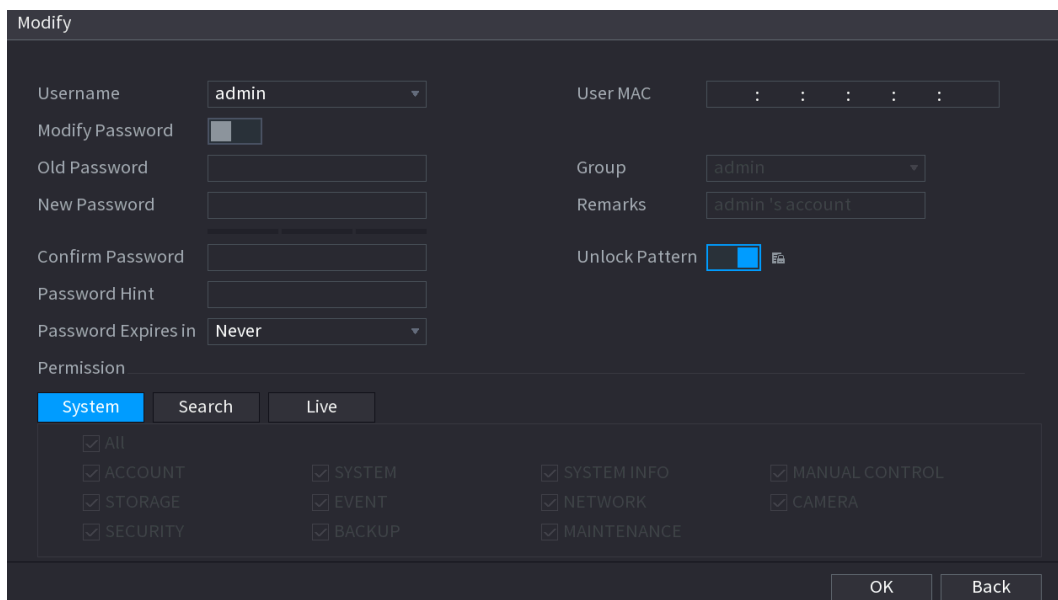 Modify
Username admin User MAC : : : : :
Modify Password
Old Password Group admin
New Password Remarks admin 's account
Confirm Password Unlock Pattern
Password Hint
Password Expires in Never
Permission
System Search Live
All
ACCOUNT SYSTEM SYSTEM INFO MANUAL CONTROL
STORAGE EVENT NETWORK CAMERA
SECURITY BACKUP MAINTENANCE
OK Back